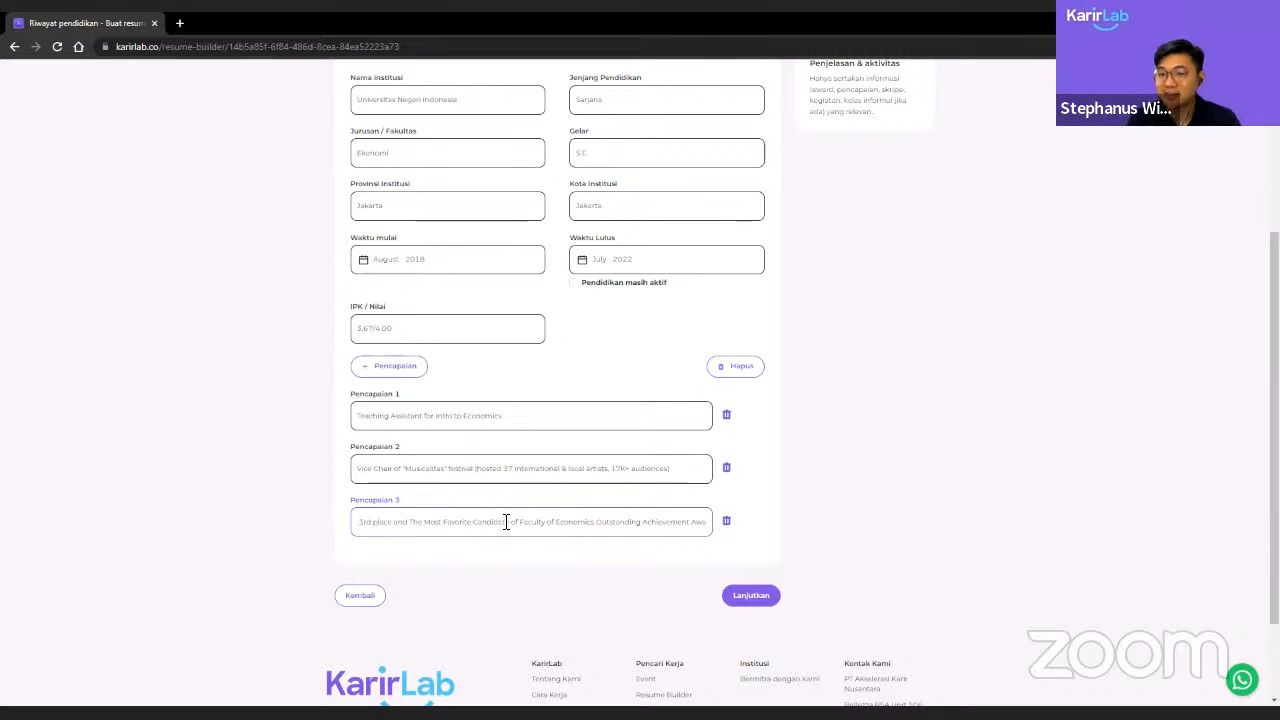 Riwayat pendidikan - Buat resum
karirlab.co/resume-builder/14b5a85f-6f84-486d-8cea-84ea52223a73
KarirLab
Stephanus Wi...
Penjelasan & aktivitas
Hanya sertakan informasi
(award, pencapaian, skripsi,
kegiatan, kelas informal jika
ada) yang relevan.
Nama Institusi
Jenjang Pendidikan
Universitas Negeri Indonesia
Sarjana
Jurusan / Fakultas
Gelar
Ekonomi
S.E.
Provinsi Institusi
Kota Institusi
Jakarta
Jakarta
Waktu mulai
Waktu Lulus
August 2018
July 2022
Pendidikan masih aktif
IPK / Nilai
3.67/4.00
+ Pencapaian
Hapus
Pencapaian 1
Teaching Assistant for Intro to Economics
Pencapaian 2
Vice Chair of "Musicalitas" festival (hosted 37 international & local artists, 17K+ audiences)
Pencapaian 3
3rd place and The Most Favorite Candidate of Faculty of Economics Outstanding Achievement Awa
Kembali
Lanjutkan
zoom
KarirLab
KarirLab
Pencari Kerja
Institusi
Kontak Kami
Tentang Kami
Event
Bermitra dengan kami
PT Akselerasi Karir
Nusantara
Cara Kerja
Resume Builder
Bellezza BSA Unit 106